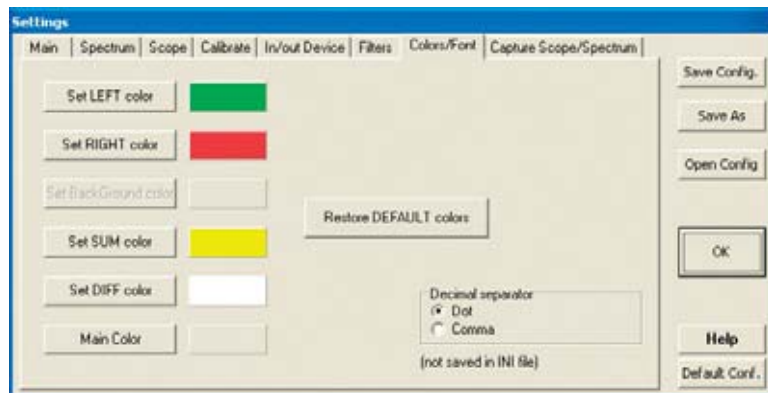 Settings
Main
Spectrum
Scope
Calibrate
In/out Device
Filters
Colors/Font
Capture Scope/Spectrum
Set LEFT color
Set RIGHT color
Set BackGround color
Set SUM color
Set DIFF color
Main Color
Restore DEFAULT colors
Decimal separator
Dot
Comma
(not saved in INI file)
Save Config.
Save As
Open Config
OK
Help
Default Conf.